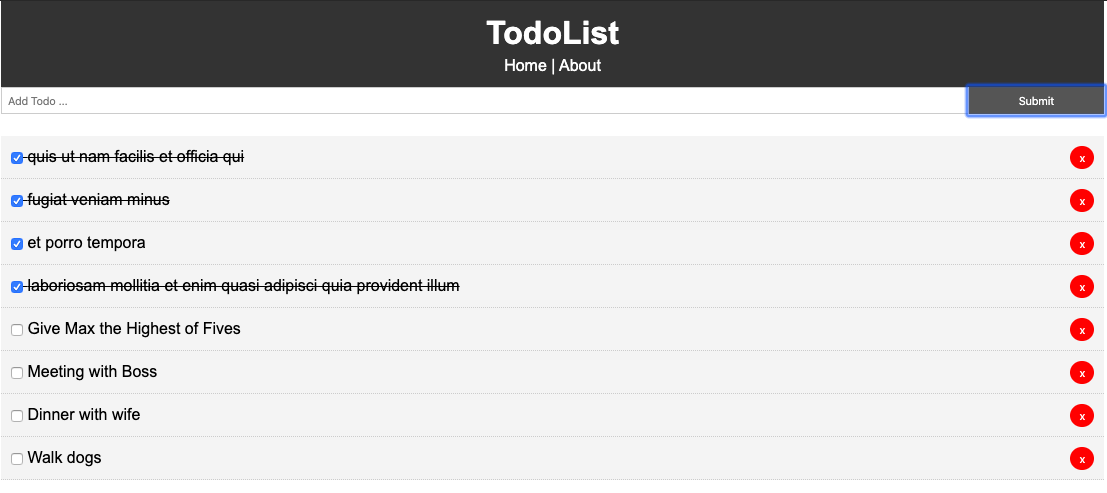 TodoList
Home | About
Add Todo ...
Submit
quis ut nam facilis et officia qui
x
fugiat veniam minus
x
et porro tempora
x
laboriosam mollitia et enim quasi adipisci quia provident illum
x
Give Max the Highest of Fives
x
Meeting with Boss
x
Dinner with wife
x
Walk dogs
x